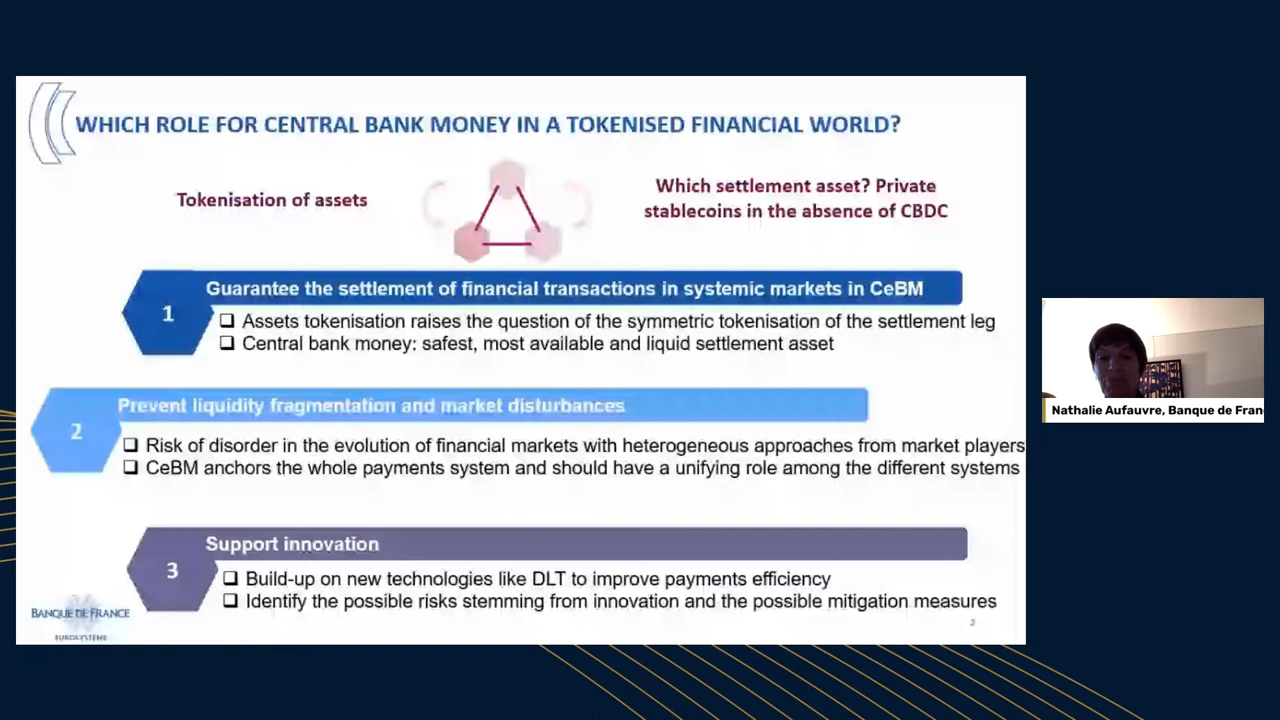 WHICH ROLE FOR CENTRAL BANK MONEY IN A TOKENISED FINANCIAL WORLD?
Tokenisation of assets
Which settlement asset? Private
stablecoins in the absence of CBDC
1
Guarantee the settlement of financial transactions in systemic markets in CeBM
❑ Assets tokenisation raises the question of the symmetric tokenisation of the settlement leg
❑ Central bank money: safest, most available and liquid settlement asset
2
Prevent liquidity fragmentation and market disturbances
❑ Risk of disorder in the evolution of financial markets with heterogeneous approaches from market players
❑ CeBM anchors the whole payments system and should have a unifying role among the different systems
3
Support innovation
❑ Build-up on new technologies like DLT to improve payments efficiency
❑ Identify the possible risks stemming from innovation and the possible mitigation measures
BANQUE DE FRANCE
EUROSYSTÈME
2
Nathalie Aufauvre, Banque de Fran